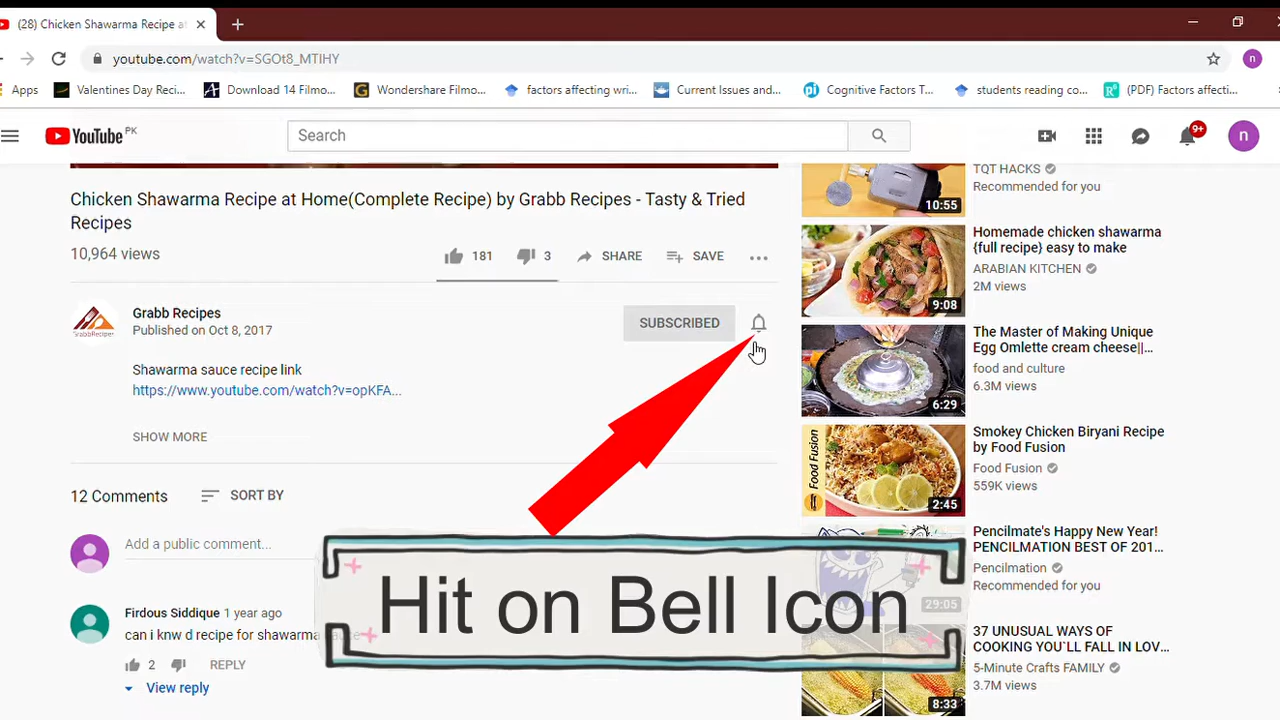 (28) Chicken Shawarma Recipe at
youtube.com/watch?v=SGOt8_MTIHY
n
Apps
Valentines Day Reci...
Download 14 Filmo...
Wondershare Filmo...
factors affecting wri...
Current Issues and...
Cognitive Factors T...
students reading co...
(PDF) Factors affecti...
YouTube PK
Search
9+
n
Chicken Shawarma Recipe at Home(Complete Recipe) by Grabb Recipes - Tasty & Tried
Recipes
10,964 views
181
3
SHARE
SAVE
GrabbRecipes
Grabb Recipes
Published on Oct 8, 2017
SUBSCRIBED
Shawarma sauce recipe link
https://www.youtube.com/watch?v=opKFA...
SHOW MORE
12 Comments
SORT BY
Add a public comment...
Firdous Siddique 1 year ago
can i knw d recipe for shawarma
2
REPLY
View reply
Hit on Bell Icon
TQT HACKS
Recommended for you
10:55
Homemade chicken shawarma
{full recipe} easy to make
ARABIAN KITCHEN
2M views
9:08
The Master of Making Unique
Egg Omlette cream cheese||...
food and culture
6.3M views
6:29
Smokey Chicken Biryani Recipe
by Food Fusion
Food Fusion
559K views
Food Fusion
2:45
Pencilmate's Happy New Year!
PENCILMATION BEST OF 201...
Pencilmation
Recommended for you
29:05
37 UNUSUAL WAYS OF
COOKING YOU`LL FALL IN LOV...
5-Minute Crafts FAMILY
3.7M views
8:33